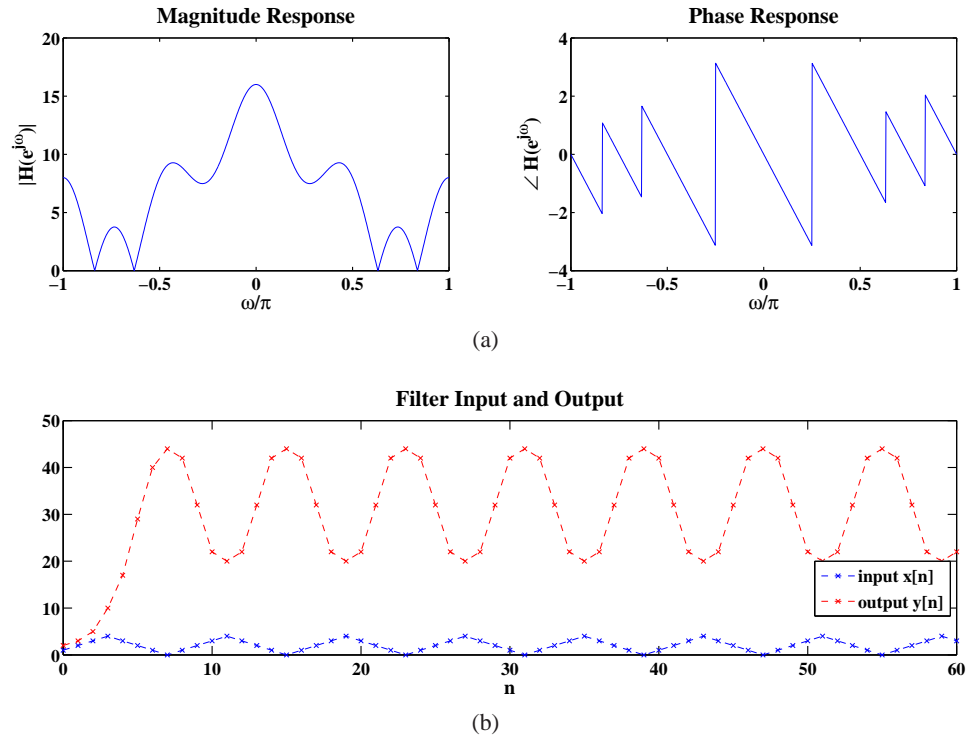 Magnitude Response
|H(e^{jω})|
20
15
10
5
0
−1
−0.5
0
0.5
1
ω/π
Phase Response
∠ H(e^{jω})
4
2
0
−2
−4
−1
−0.5
0
0.5
1
ω/π
(a)
Filter Input and Output
50
40
30
20
10
0
input x[n]
output y[n]
0
10
20
30
40
50
60
n
(b)